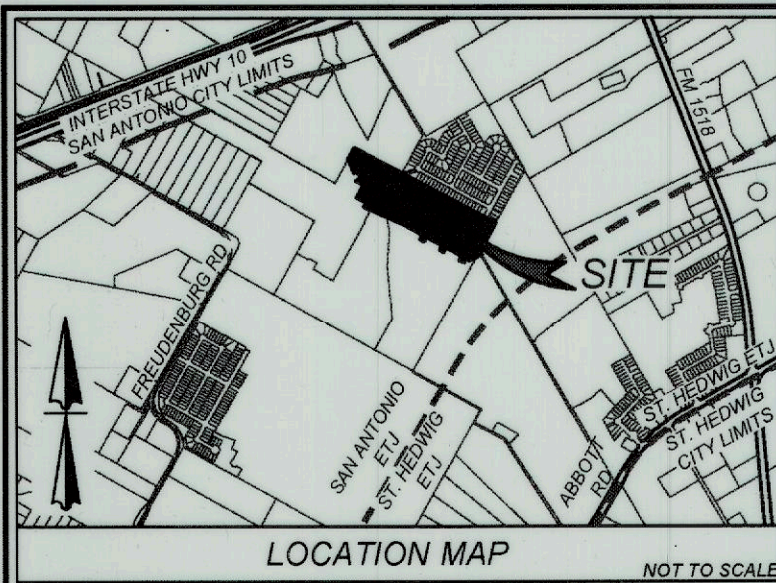 INTERSTATE HWY 10
SAN ANTONIO CITY LIMITS
FM 1518
SITE
FREUDENBURG RD
SAN ANTONIO
ETJ
ST. HEDWIG
ETJ
ABBOTT
RD
ST. HEDWIG ETJ
ST. HEDWIG
CITY LIMITS
LOCATION MAP
NOT TO SCALE